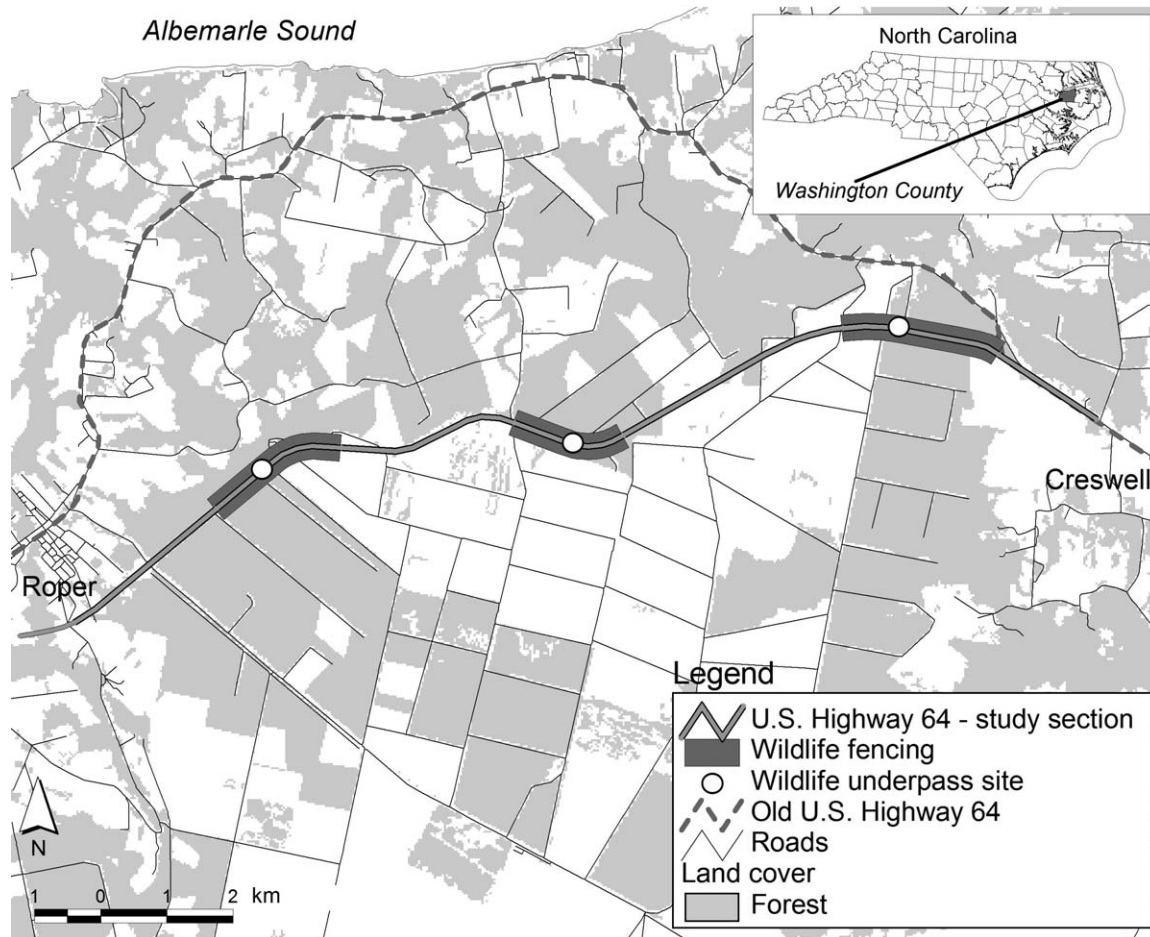 Albemarle Sound
North Carolina
Washington County
Creswell
Roper
Legend
U.S. Highway 64 - study section
Wildlife fencing
Wildlife underpass site
Old U.S. Highway 64
Roads
Land cover
Forest
N
1 0 1 2 km